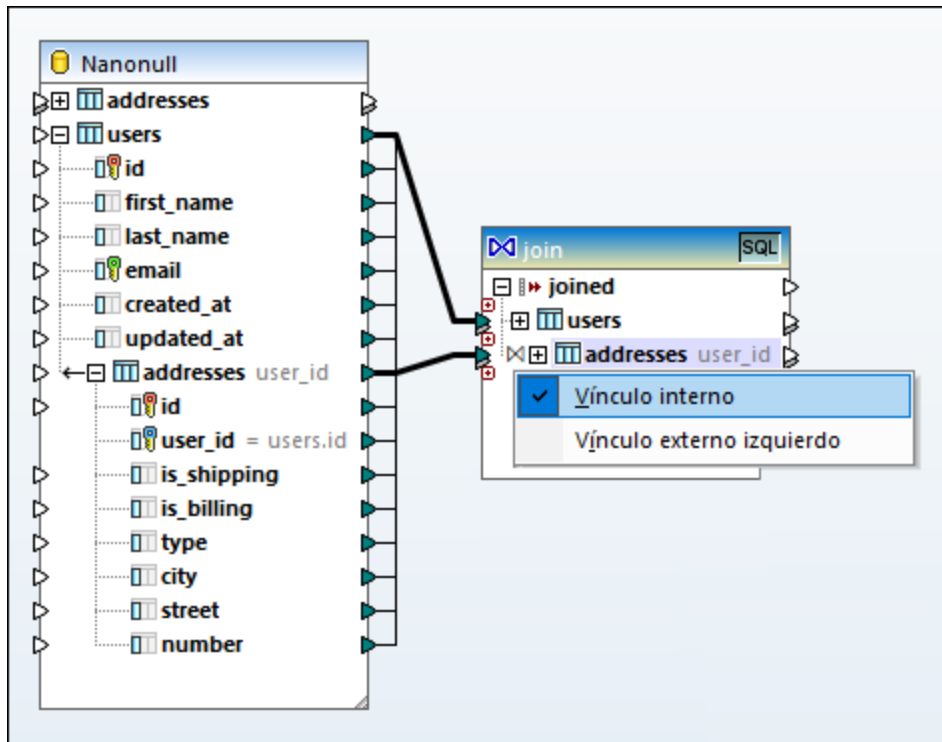 Nanonull
addresses
users
id
first_name
last_name
email
created_at
updated_at
addresses user_id
id
user_id = users.id
is_shipping
is_billing
type
city
street
number
join SQL
joined
users
addresses user_id
Vínculo interno
Vínculo externo izquierdo